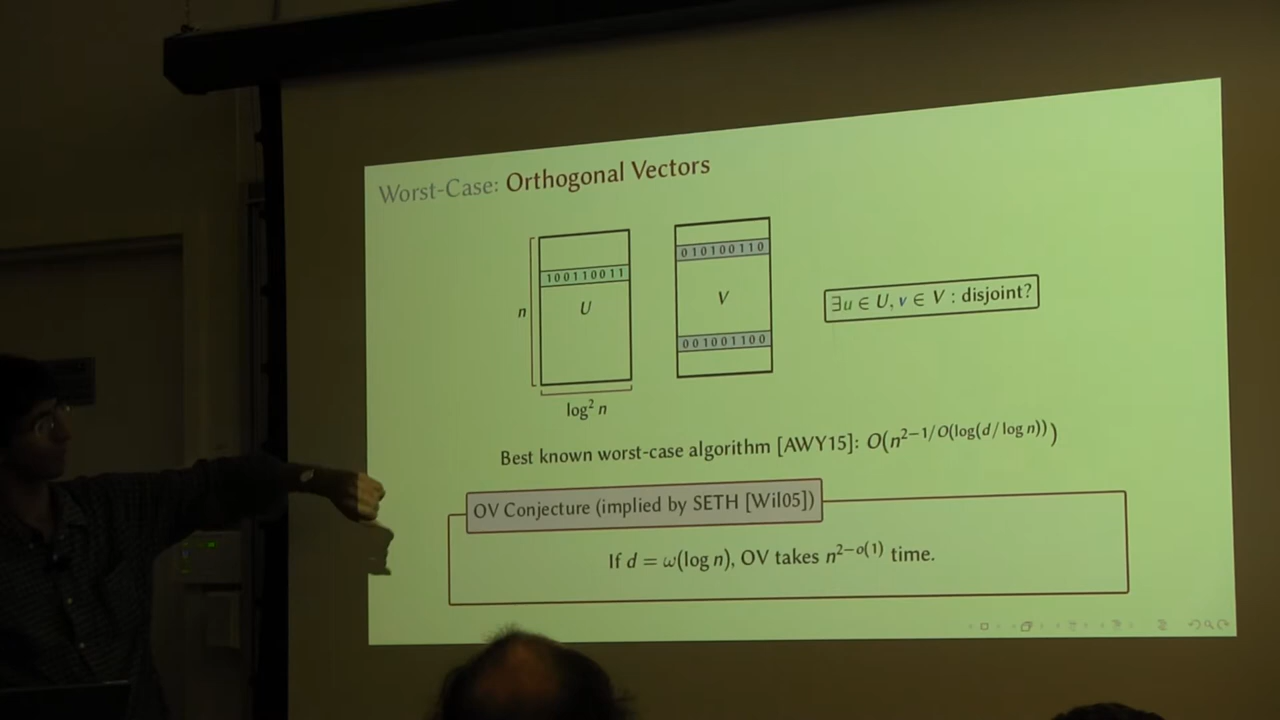 Worst-Case: Orthogonal Vectors
010100110
100110011
n
U
V
∃u ∈ U, v ∈ V : disjoint?
001001100
log² n
Best known worst-case algorithm [AWY15]: O(n^{2−1/O(log(d/log n))})
OV Conjecture (implied by SETH [Wil05])
If d = ω(log n), OV takes n^{2−o(1)} time.